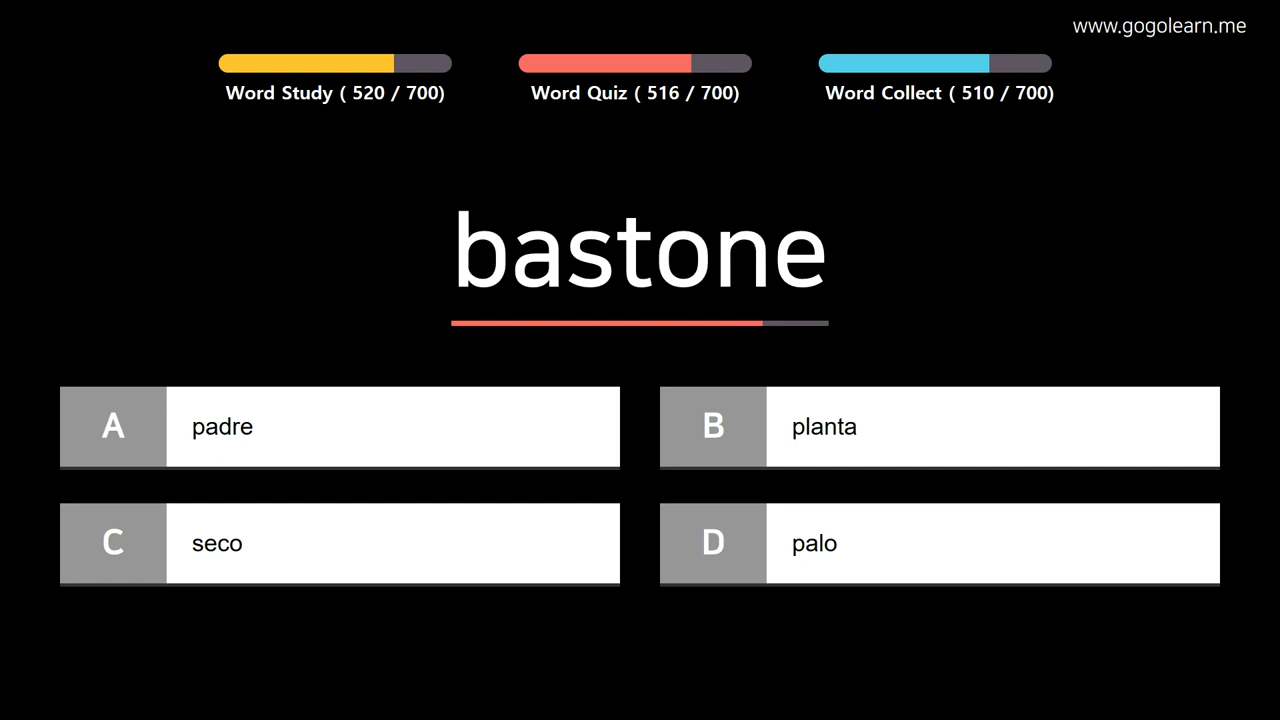 www.gogolearn.me
Word Study ( 520 / 700)
Word Quiz ( 516 / 700)
Word Collect ( 510 / 700)
bastone
A padre
B planta
C seco
D palo